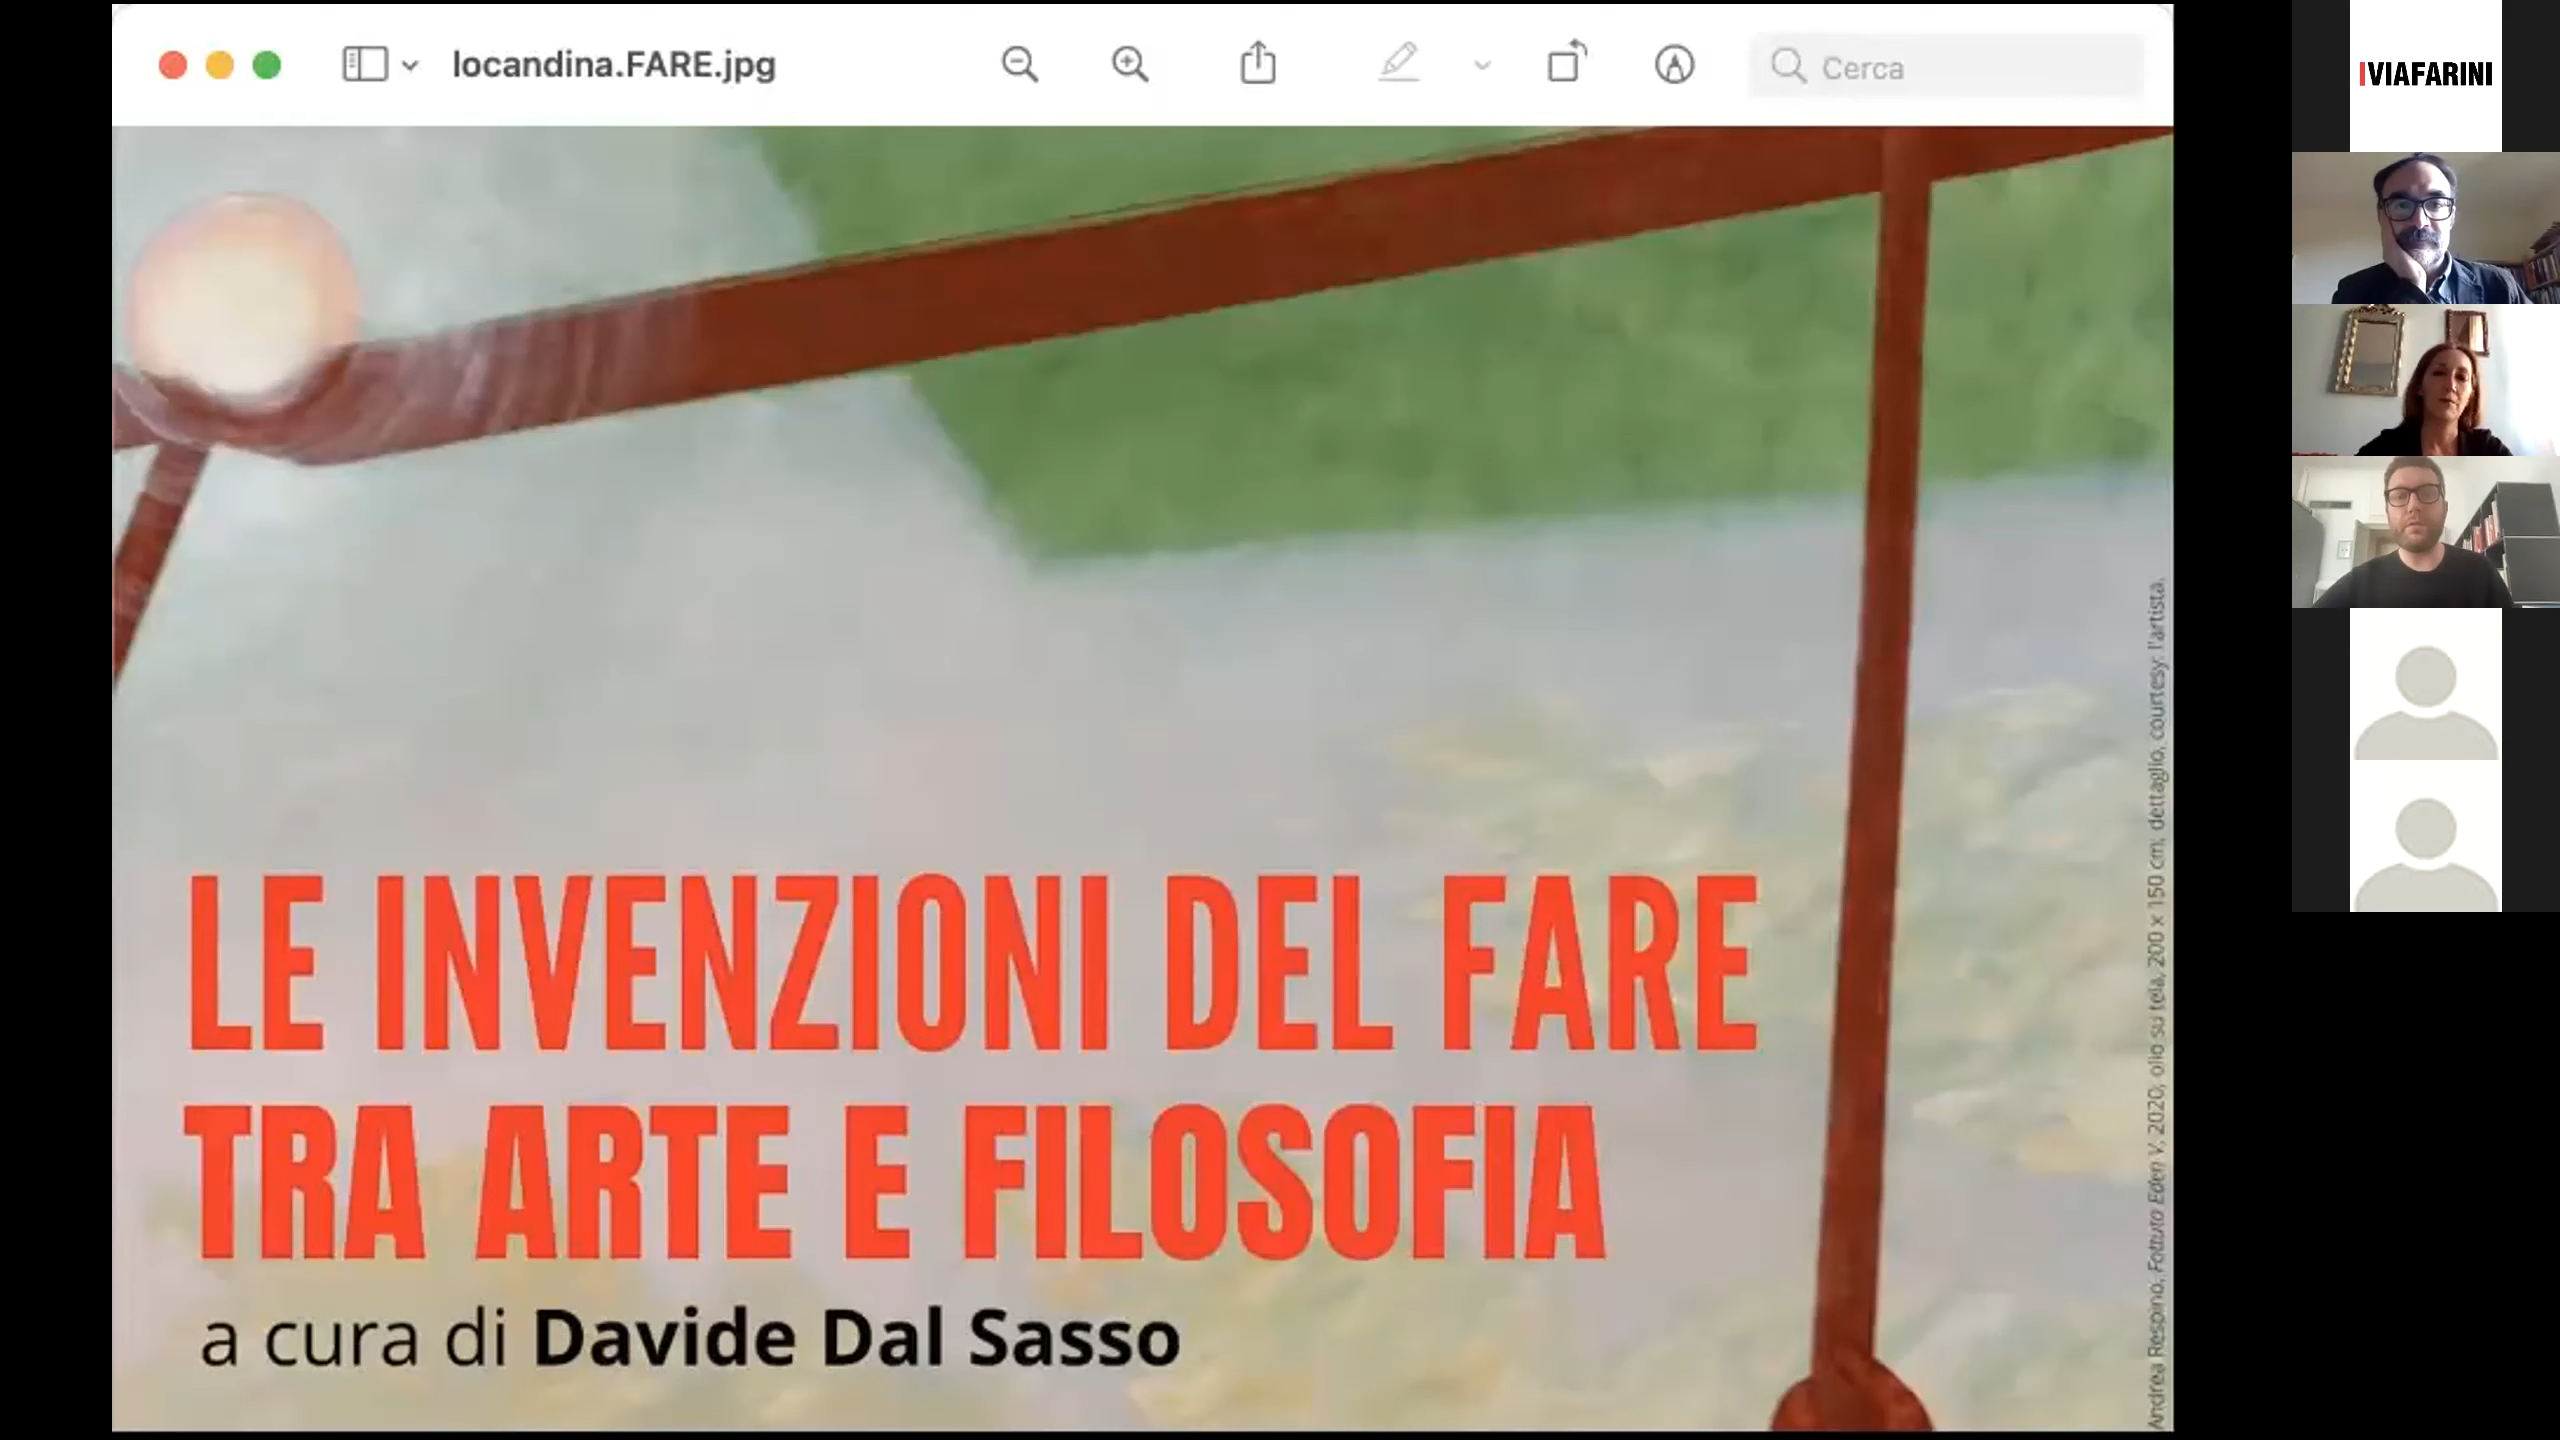 locandina.FARE.jpg
Cerca
VIAFARINI
LE INVENZIONI DEL FARE
TRA ARTE E FILOSOFIA
a cura di Davide Dal Sasso
Andrea Respino, Fottuto Eden V, 2020, olio su tela, 200 x 150 cm, dettaglio, courtesy: l'artista.